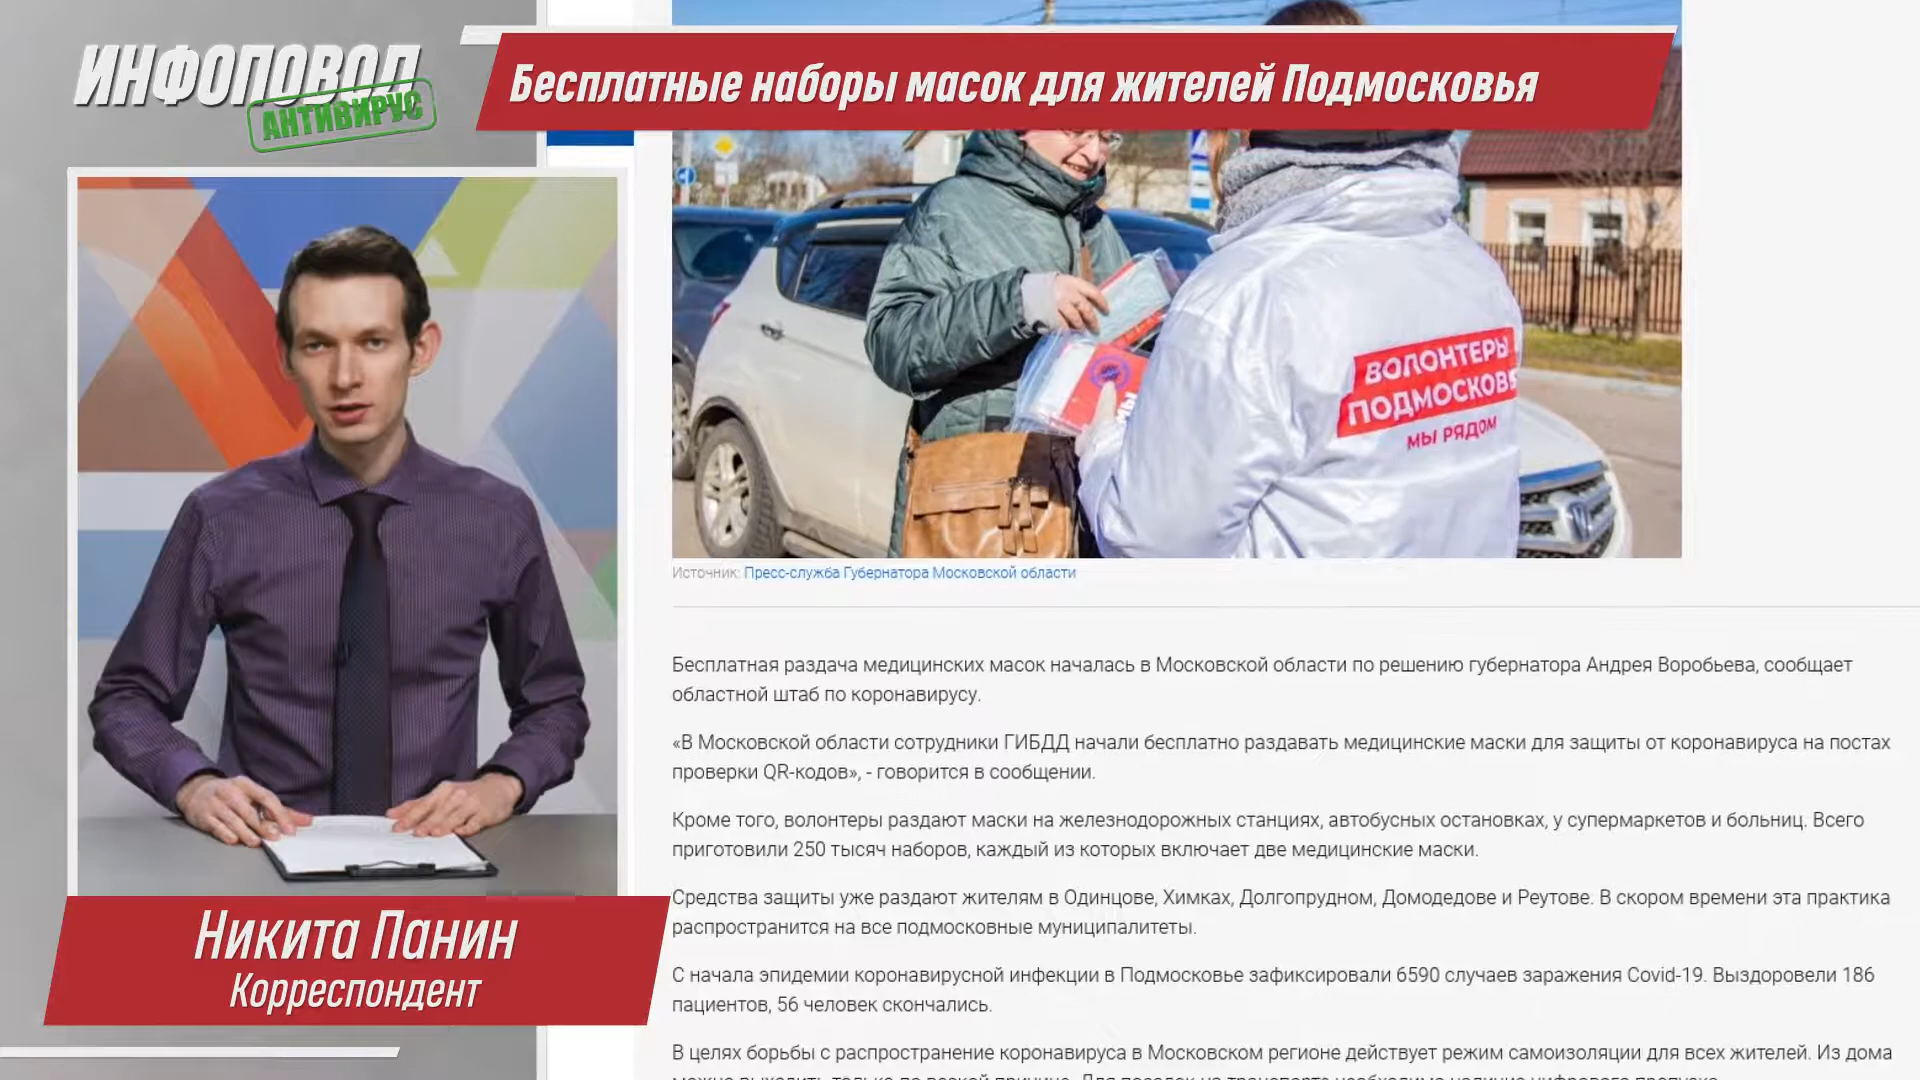 ИНФОПОВОД
АНТИВИРУС
Бесплатные наборы масок для жителей Подмосковья
ВОЛОНТЕРЫ
ПОДМОСКОВЬ
МЫ РЯДОМ
МЫ
Источник: Пресс-служба Губернатора Московской области
Бесплатная раздача медицинских масок началась в Московской области по решению губернатора Андрея Воробьева, сообщает
областной штаб по коронавирусу.
«В Московской области сотрудники ГИБДД начали бесплатно раздавать медицинские маски для защиты от коронавируса на постах
проверки QR-кодов», - говорится в сообщении.
Кроме того, волонтеры раздают маски на железнодорожных станциях, автобусных остановках, у супермаркетов и больниц. Всего
приготовили 250 тысяч наборов, каждый из которых включает две медицинские маски.
Средства защиты уже раздают жителям в Одинцове, Химках, Долгопрудном, Домодедове и Реутове. В скором времени эта практика
распространится на все подмосковные муниципалитеты.
С начала эпидемии коронавирусной инфекции в Подмосковье зафиксировали 6590 случаев заражения Covid-19. Выздоровели 186
пациентов, 56 человек скончались.
В целях борьбы с распространение коронавируса в Московском регионе действует режим самоизоляции для всех жителей. Из дома
Никита Панин
Корреспондент